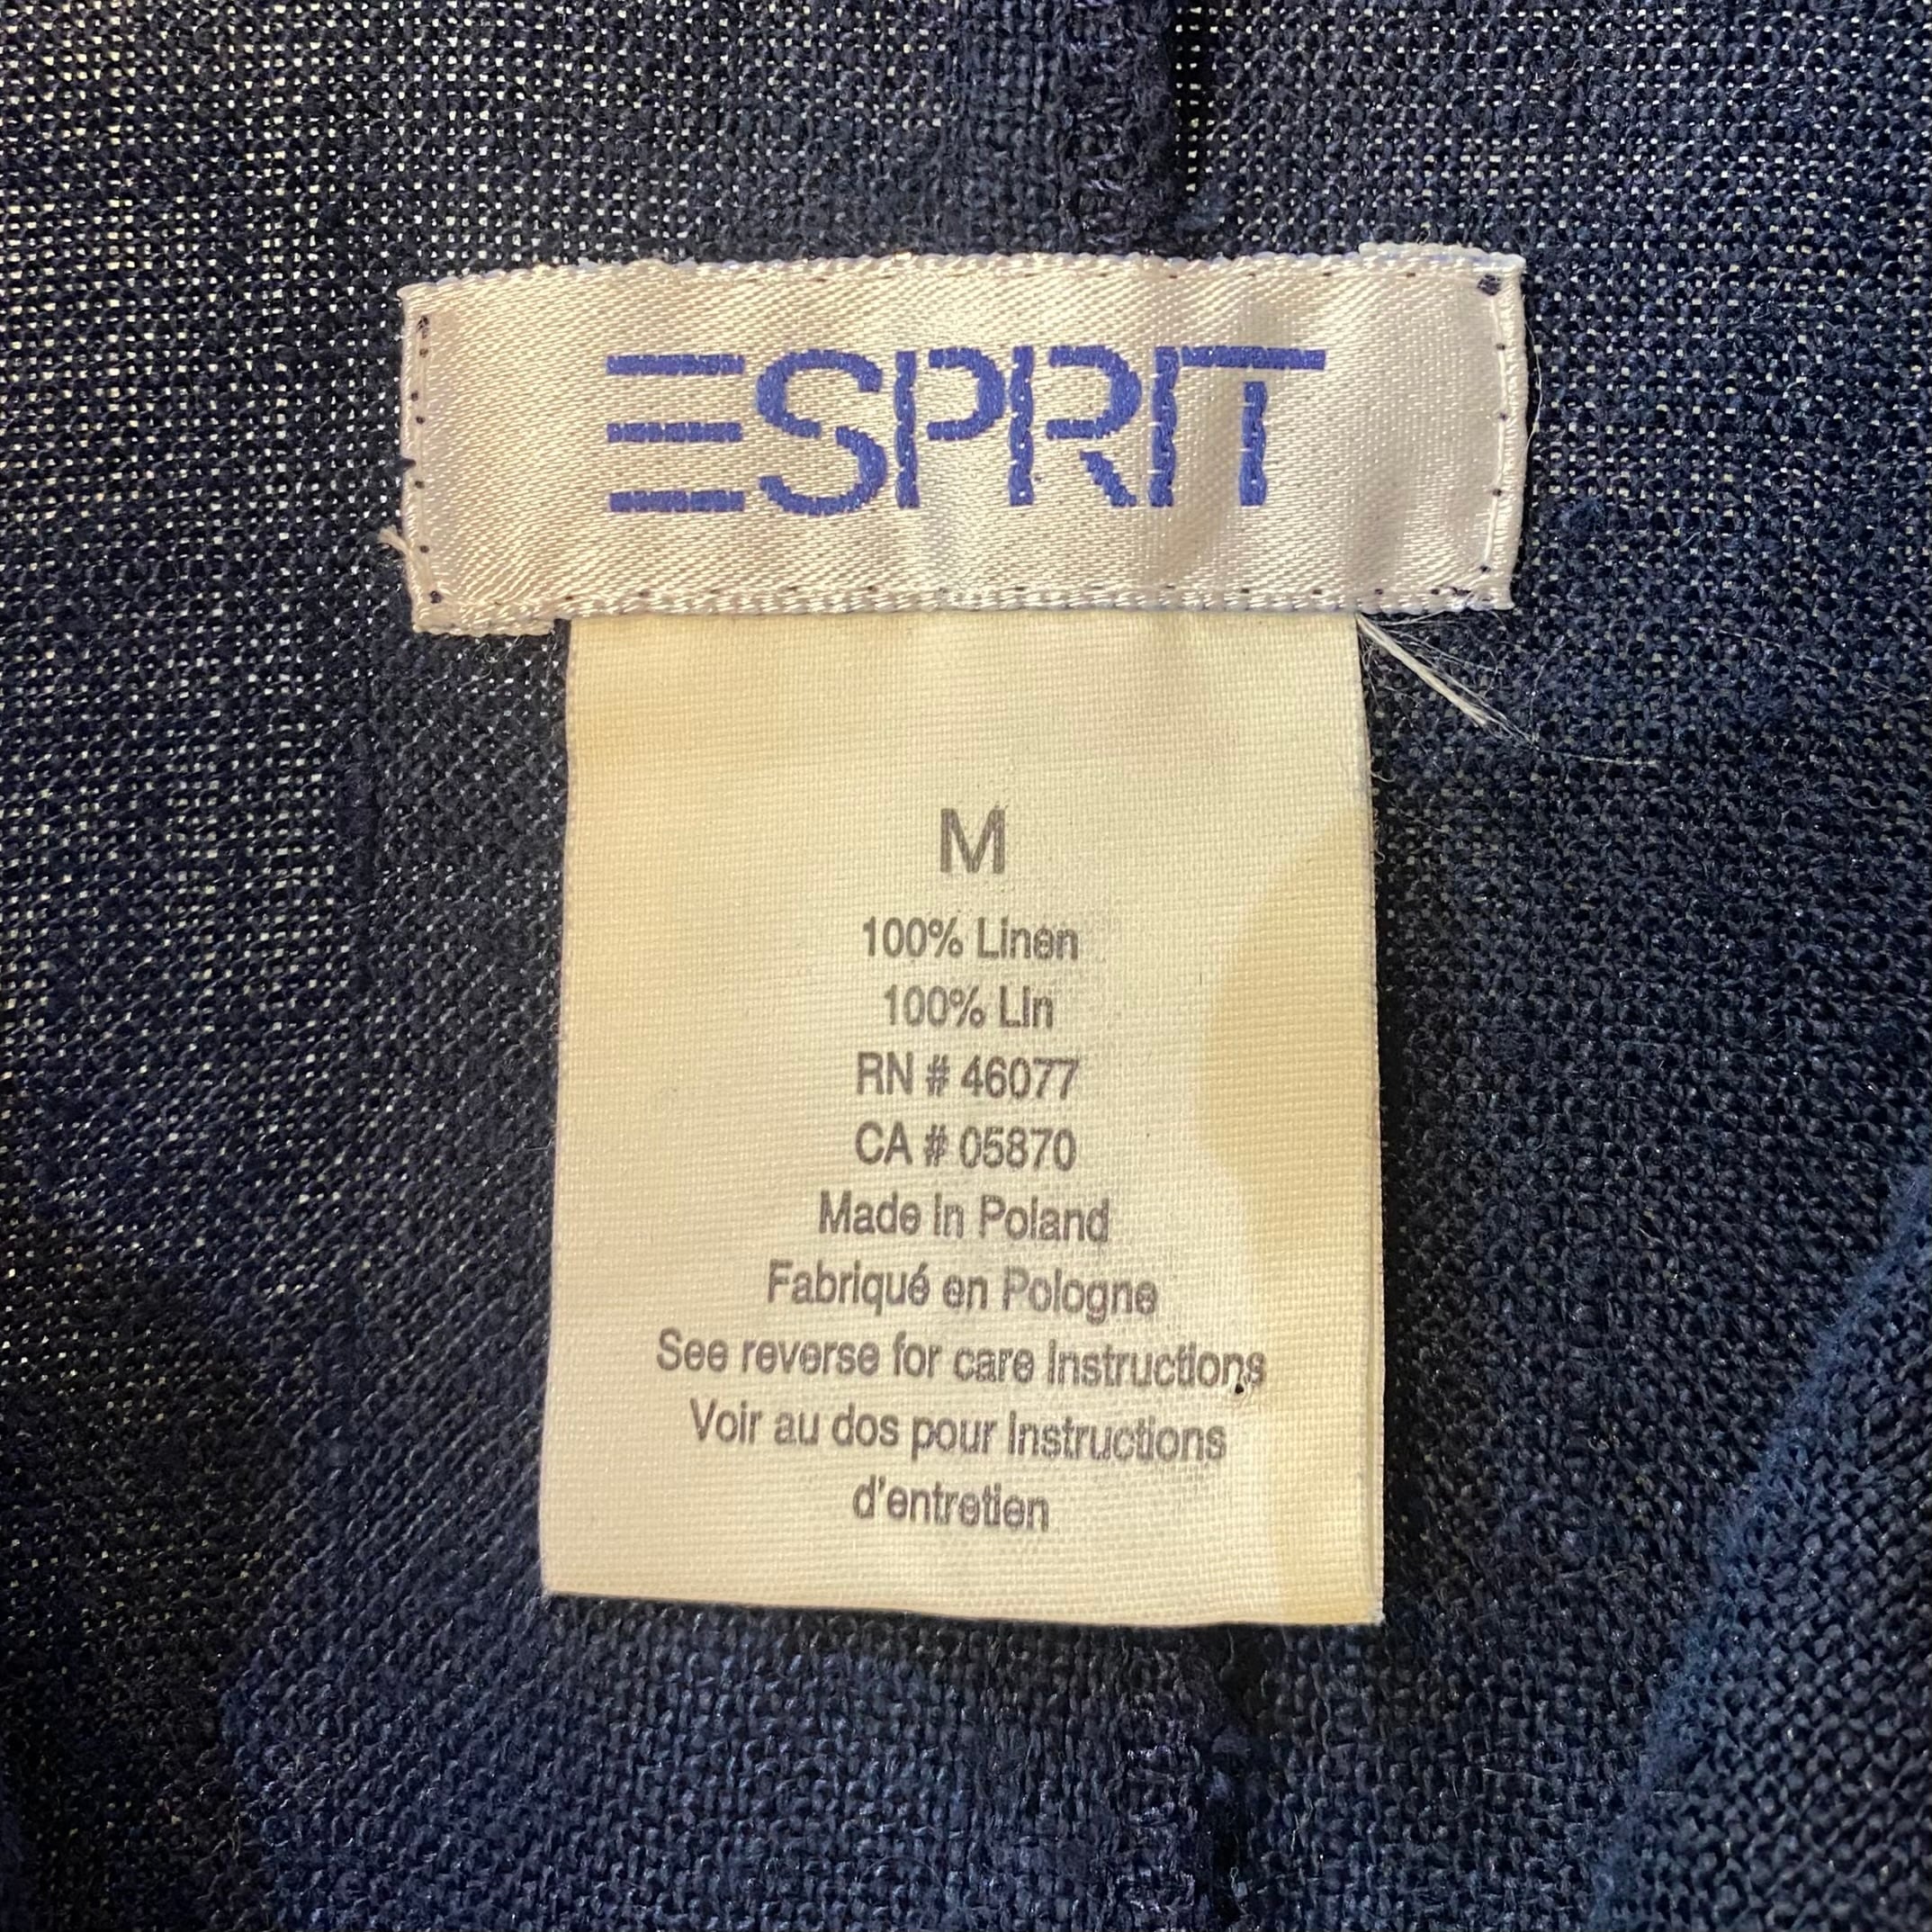 ESPRIT
M
100% Linen
100% Lin
RN # 46077
CA # 05870
Made in Poland
Fabriqué en Pologne
See reverse for care instructions
Voir au dos pour instructions
d'entretien